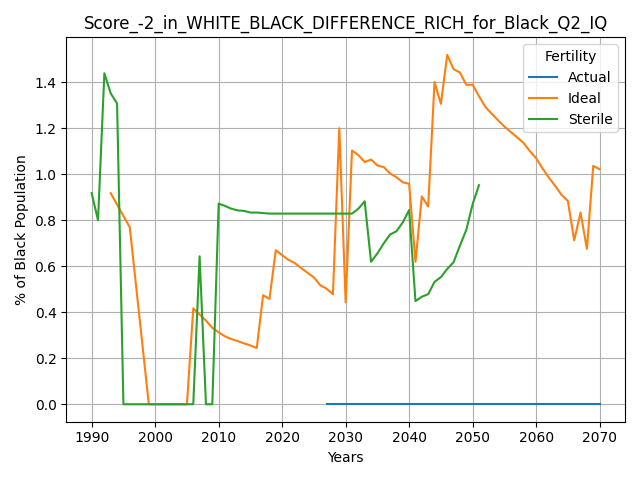 Score_-2_in_WHITE_BLACK_DIFFERENCE_RICH_for_Black_Q2_IQ
Fertility
Actual
Ideal
Sterile
% of Black Population
1.4
1.2
1.0
0.8
0.6
0.4
0.2
0.0
1990 2000 2010 2020 2030 2040 2050 2060 2070
Years